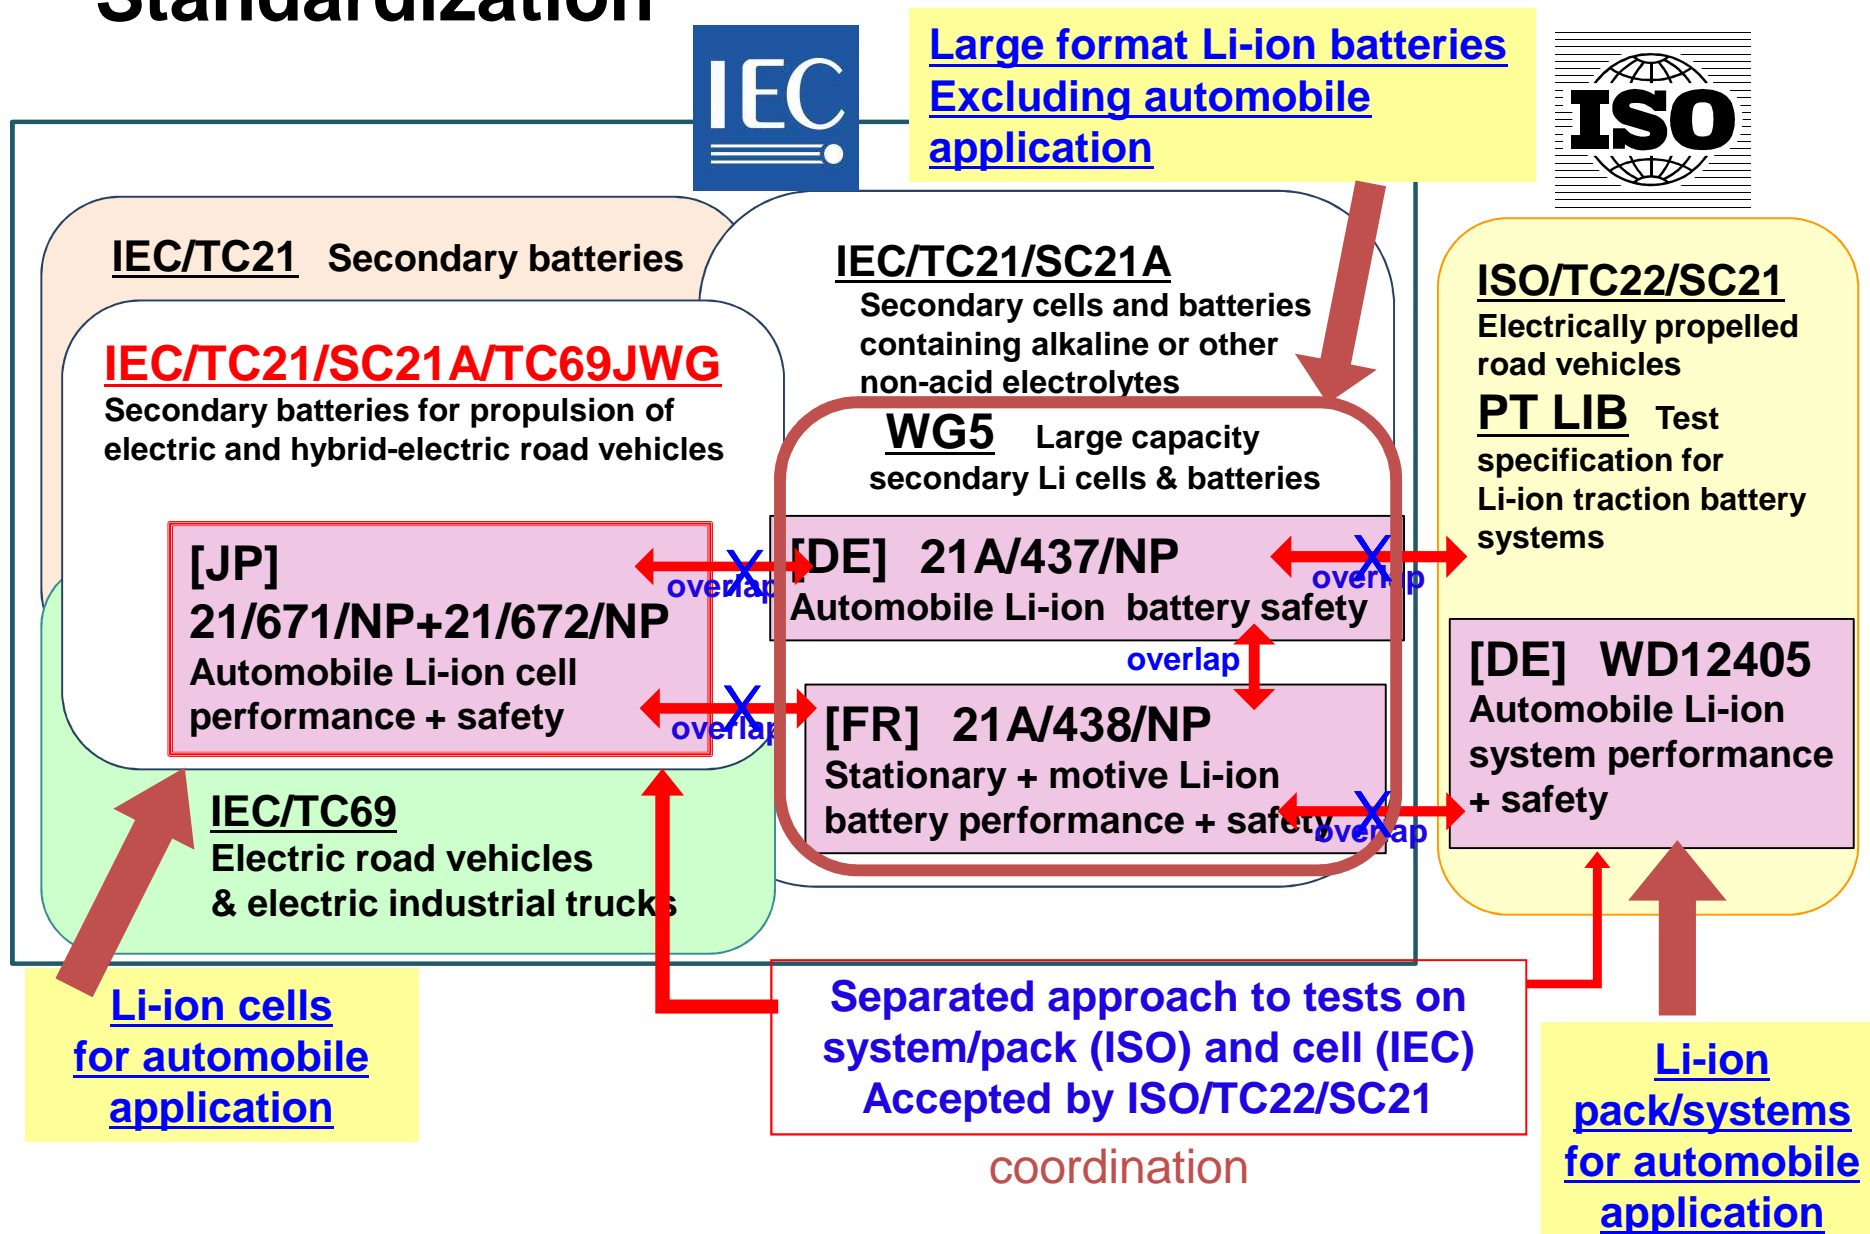 Standardization
IEC
Large format Li-ion batteries
Excluding automobile
application
ISO
IEC/TC21 Secondary batteries
IEC/TC21/SC21A/TC69JWG
Secondary batteries for propulsion of
electric and hybrid-electric road vehicles
[JP]
21/671/NP+21/672/NP
Automobile Li-ion cell
performance + safety
IEC/TC69
Electric road vehicles
& electric industrial trucks
IEC/TC21/SC21A
Secondary cells and batteries
containing alkaline or other
non-acid electrolytes
WG5 Large capacity
secondary Li cells & batteries
X
overlap
[DE] 21A/437/NP
Automobile Li-ion battery safety
X
overlap
overlap
X
overlap
[FR] 21A/438/NP
Stationary + motive Li-ion
battery performance + safety
X
overlap
ISO/TC22/SC21
Electrically propelled
road vehicles
PT LIB Test
specification for
Li-ion traction battery
systems
[DE] WD12405
Automobile Li-ion
system performance
+ safety
Li-ion cells
for automobile
application
Separated approach to tests on
system/pack (ISO) and cell (IEC)
Accepted by ISO/TC22/SC21
coordination
Li-ion
pack/systems
for automobile
application